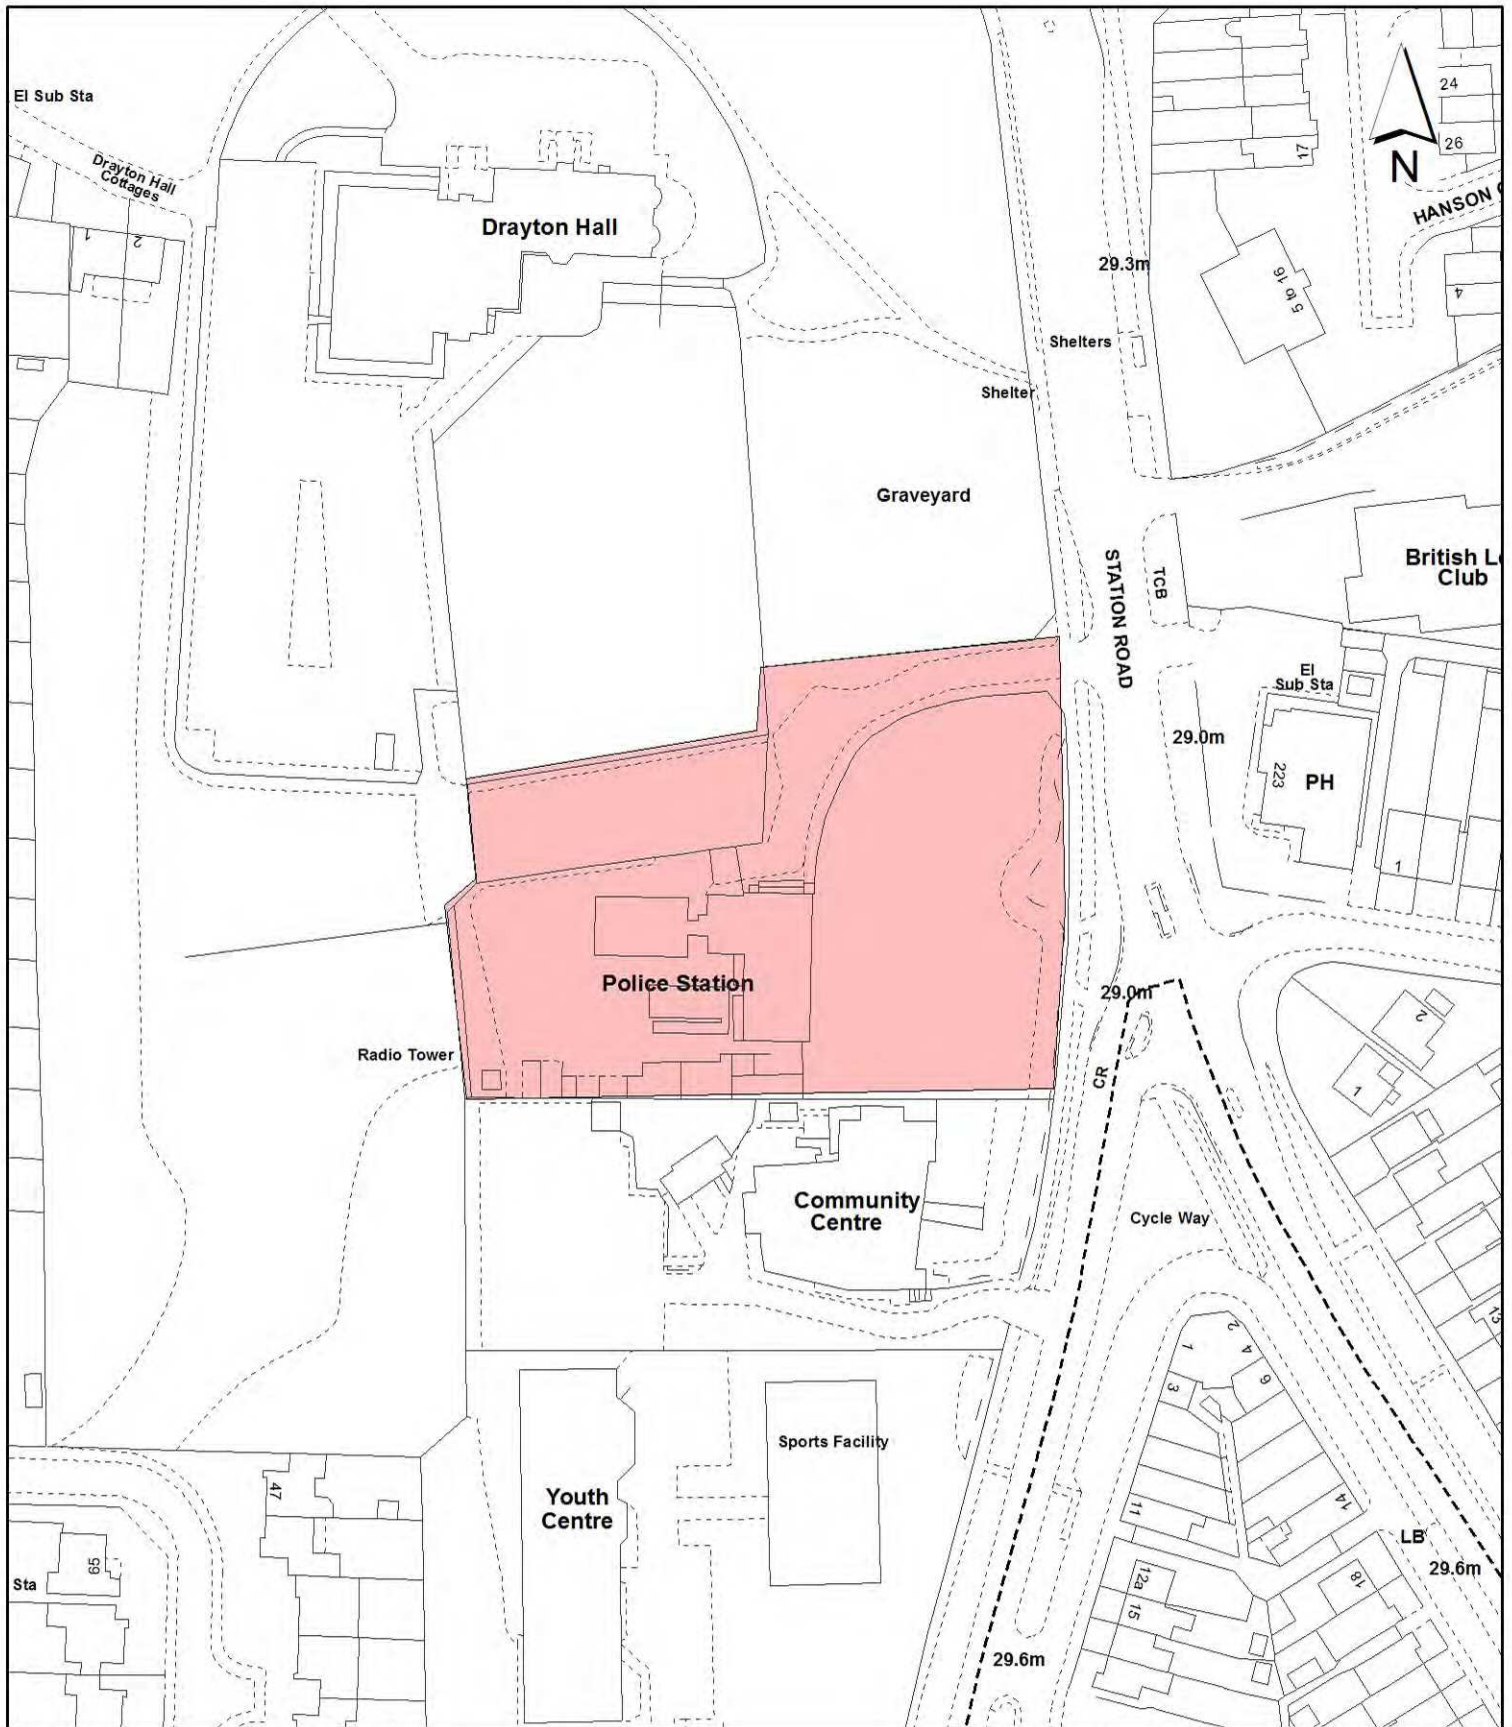 El Sub Sta
24
26
17
N
Drayton Hall
Cottages
HANSON
1
2
Drayton Hall
29.3m
5 to 16
4
Shelters
Shelter
Graveyard
STATION ROAD
TCB
British L
Club
El
Sub Sta
29.0m
223
PH
1
Police Station
29.0m
2
Radio Tower
CR
1
Community
Centre
Cycle Way
13
2
1
4
3
6
Sports Facility
47
Youth
Centre
11
14
LB
65
Sta
12a
18
29.6m
15
29.6m